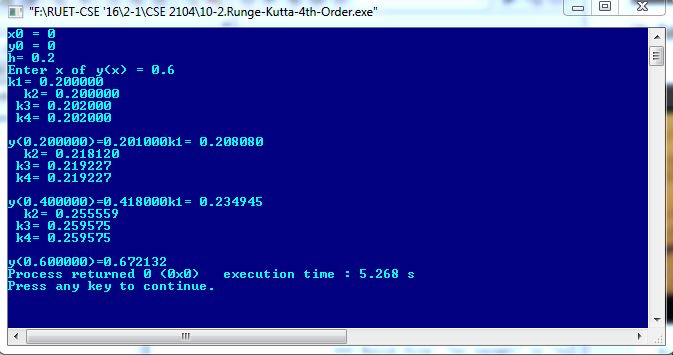 "F:\RUET-CSE '16\2-1\CSE 2104\10-2.Runge-Kutta-4th-Order.exe"
x0 = 0
y0 = 0
h= 0.2
Enter x of y(x) = 0.6
k1= 0.200000
k2= 0.200000
k3= 0.202000
k4= 0.202000
y(0.200000)=0.201000k1= 0.208080
k2= 0.218120
k3= 0.219227
k4= 0.219227
y(0.400000)=0.418000k1= 0.234945
k2= 0.255559
k3= 0.259575
k4= 0.259575
y(0.600000)=0.672132
Process returned 0 (0x0)   execution time : 5.268 s
Press any key to continue.